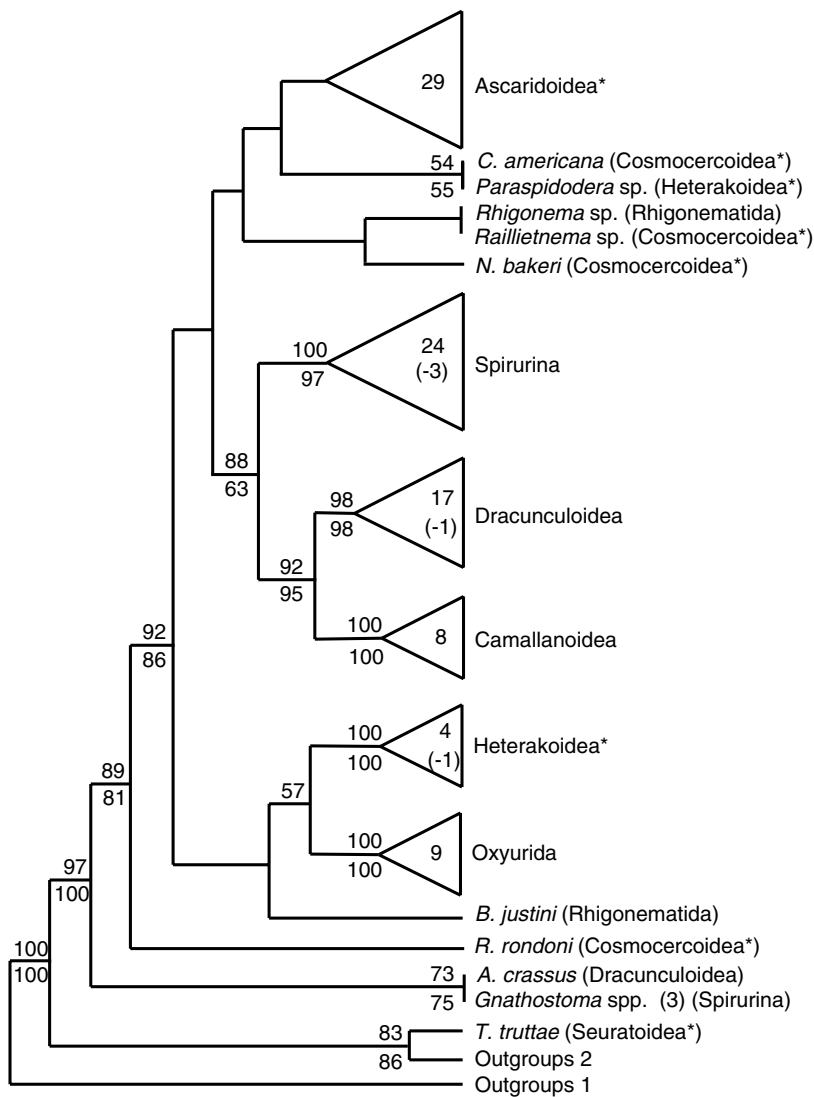 29
Ascaridoidea*
54
C. americana (Cosmocercoidea*)
55
Paraspidodera sp. (Heterakoidea*)
Rhigonema sp. (Rhigonematida)
Raillietnema sp. (Cosmocercoidea*)
N. bakeri (Cosmocercoidea*)
100
97
24
(-3)
Spirurina
88
63
98
98
17
(-1)
Dracunculoidea
92
95
100
100
8
Camallanoidea
92
86
100
100
4
(-1)
Heterakoidea*
57
100
100
9
Oxyurida
89
81
B. justini (Rhigonematida)
97
100
R. rondoni (Cosmocercoidea*)
100
100
73
A. crassus (Dracunculoidea)
75
Gnathostoma spp. (3) (Spirurina)
83
T. truttae (Seuratoidea*)
86
Outgroups 2
Outgroups 1